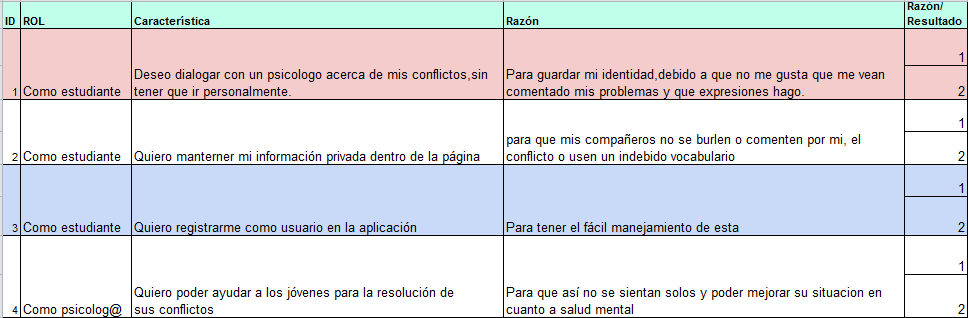 ID ROL Característica Razón Razón/
Resultado
1
Deseo dialogar con un psicologo acerca de mis conflictos,sin
tener que ir personalmente.
Para guardar mi identidad,debido a que no me gusta que me vean
comentado mis problemas y que expresiones hago.
1 Como estudiante
2
1
2 Como estudiante Quiero manterner mi información privada dentro de la página
para que mis compañeros no se burlen o comenten por mi, el
conflicto o usen un indebido vocabulario
2
1
3 Como estudiante Quiero registrarme como usuario en la aplicación Para tener el fácil manejamiento de esta 2
1
4 Como psicolog@
Quiero poder ayudar a los jóvenes para la resolución de
sus conflictos
Para que así no se sientan solos y poder mejorar su situacion en
cuanto a salud mental
2